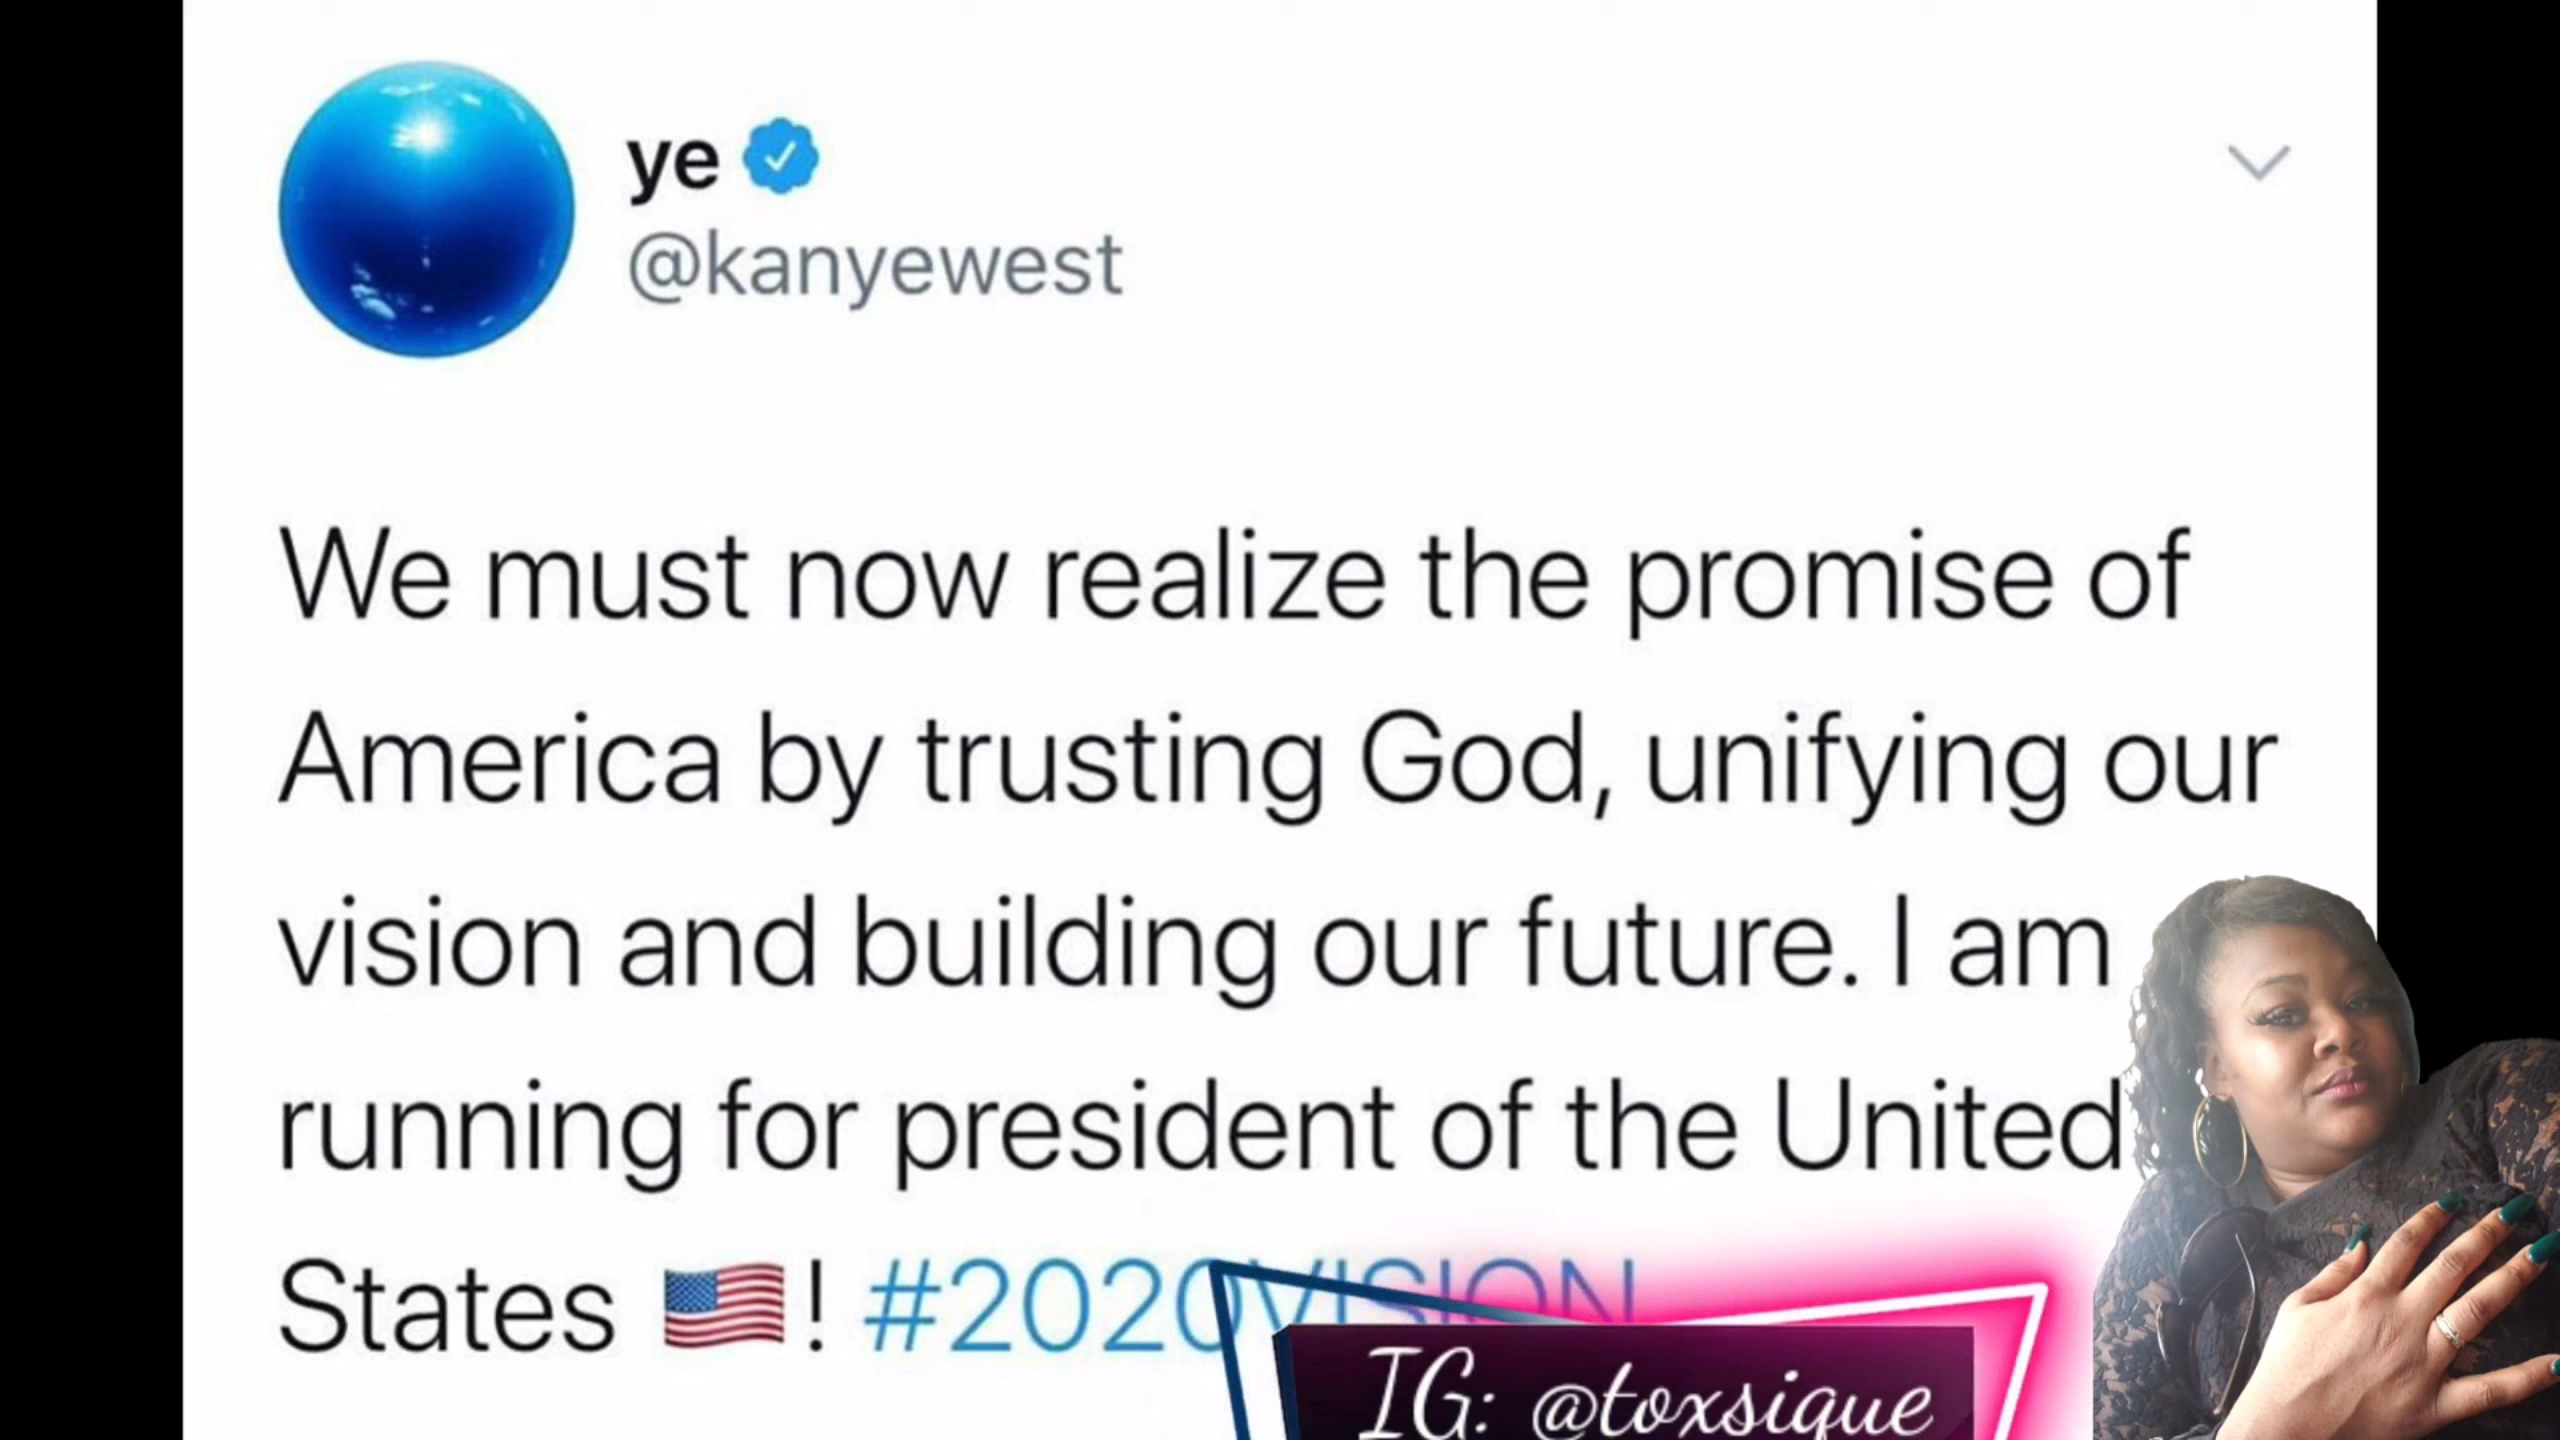 ye
@kanyewest
We must now realize the promise of
America by trusting God, unifying our
vision and building our future. I am
running for president of the United
States 🇺🇸! #2020VISION
IG: @toxsique